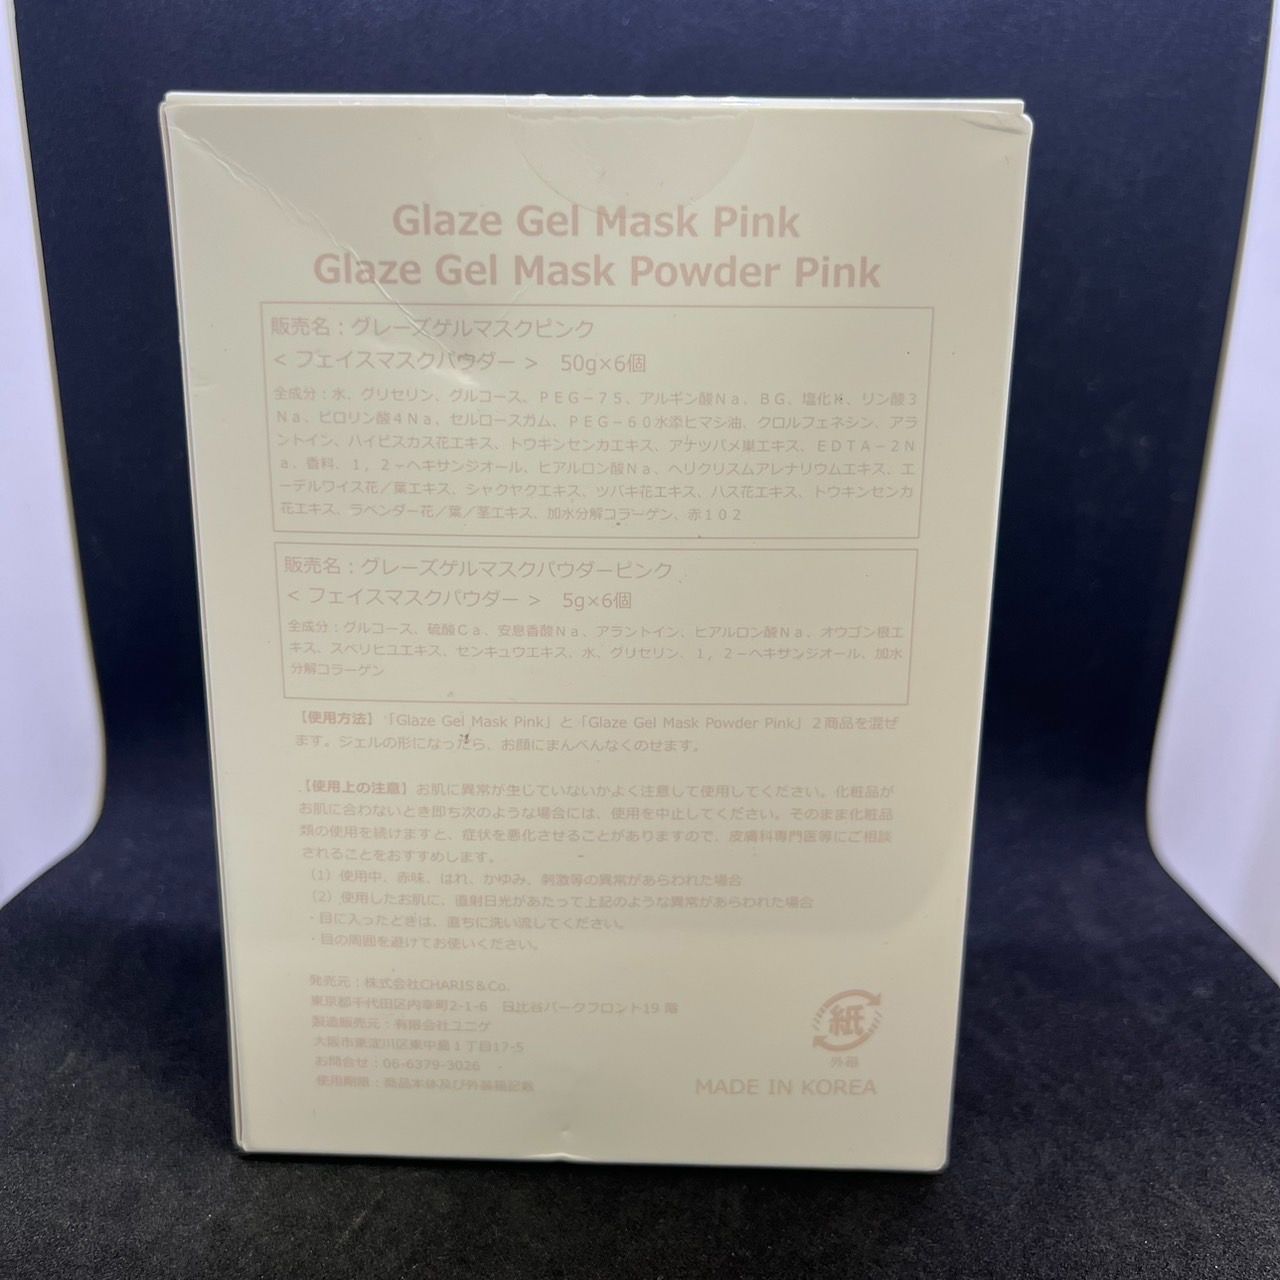 Glaze Gel Mask Pink
Glaze Gel Mask Powder Pink
販売名：グレーズゲルマスクピンク
< フェイスマスクパウダー >　50g×6個
全成分：水、グリセリン、グルコース、ＰＥＧ－７５、アルギン酸Ｎａ、ＢＧ、塩化Ｋ、リン酸３
Ｎａ、ピロリン酸４Ｎａ、セルロースガム、ＰＥＧ－６０水添ヒマシ油、クロルフェネシン、アラ
ントイン、ハイビスカス花エキス、トウキンセンカエキス、アナツバメ巣エキス、ＥＤＴＡ－２Ｎ
ａ、香料、１，２－ヘキサンジオール、ヒアルロン酸Ｎａ、ヘリクリスムアレナリウムエキス、エ
ーデルワイス花／葉エキス、シャクヤクエキス、ツバキ花エキス、ハス花エキス、トウキンセンカ
花エキス、ラベンダー花／葉／茎エキス、加水分解コラーゲン、赤１０２
販売名：グレーズゲルマスクパウダーピンク
< フェイスマスクパウダー >　5g×6個
全成分：グルコース、硫酸Ｃａ、安息香酸Ｎａ、アラントイン、ヒアルロン酸Ｎａ、オウゴン根エ
キス、スベリヒユエキス、センキュウエキス、水、グリセリン、１，２－ヘキサンジオール、加水
分解コラーゲン
【使用方法】「Glaze Gel Mask Pink」と「Glaze Gel Mask Powder Pink」２商品を混ぜ
ます。ジェルの形になったら、お顔にまんべんなくのせます。
【使用上の注意】お肌に異常が生じていないかよく注意して使用してください。化粧品が
お肌に合わないとき即ち次のような場合には、使用を中止してください。そのまま化粧品
類の使用を続けますと、症状を悪化させることがありますので、皮膚科専門医等にご相談
されることをおすすめします。
（1）使用中、赤味、はれ、かゆみ、刺激等の異常があらわれた場合
（2）使用したお肌に、直射日光があたって上記のような異常があらわれた場合
・目に入ったときは、直ちに洗い流してください。
・目の周囲を避けてお使いください。
発売元：株式会社CHARIS＆Co.
東京都千代田区内幸町2-1-6　日比谷パークフロント19 階
製造販売元：有限会社ユニゲ
大阪市東淀川区東中島１丁目17-5
お問合せ：06-6379-3026
使用期限：商品本体及び外装箱記載
紙
外箱
MADE IN KOREA